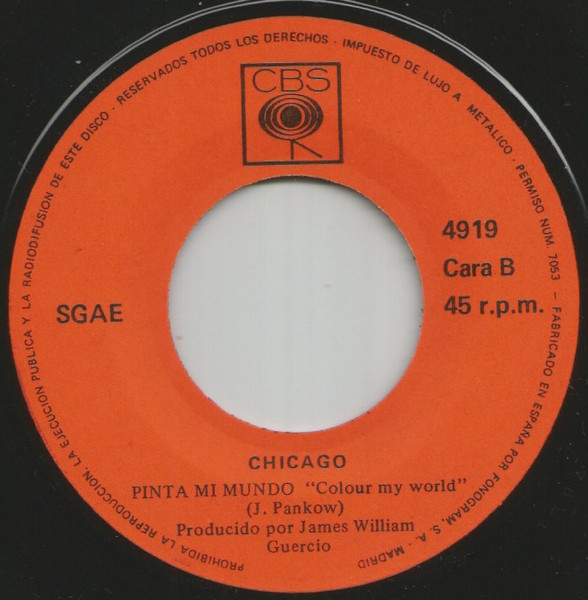 RESERVADOS TODOS LOS DERECHOS · IMPUESTO DE LUJO A METALICO · PERMISO NUM. 7053 — FABRICADO EN ESPAÑA POR FONOGRAM, S. A. - MADRID
PROHIBIDA LA REPRODUCCION, LA EJECUCION PUBLICA Y LA RADIODIFUSION DE ESTE DISCO ·
CBS
4919
Cara B
SGAE
45 r.p.m.
CHICAGO
PINTA MI MUNDO "Colour my world"
(J. Pankow)
Producido por James William
Guercio